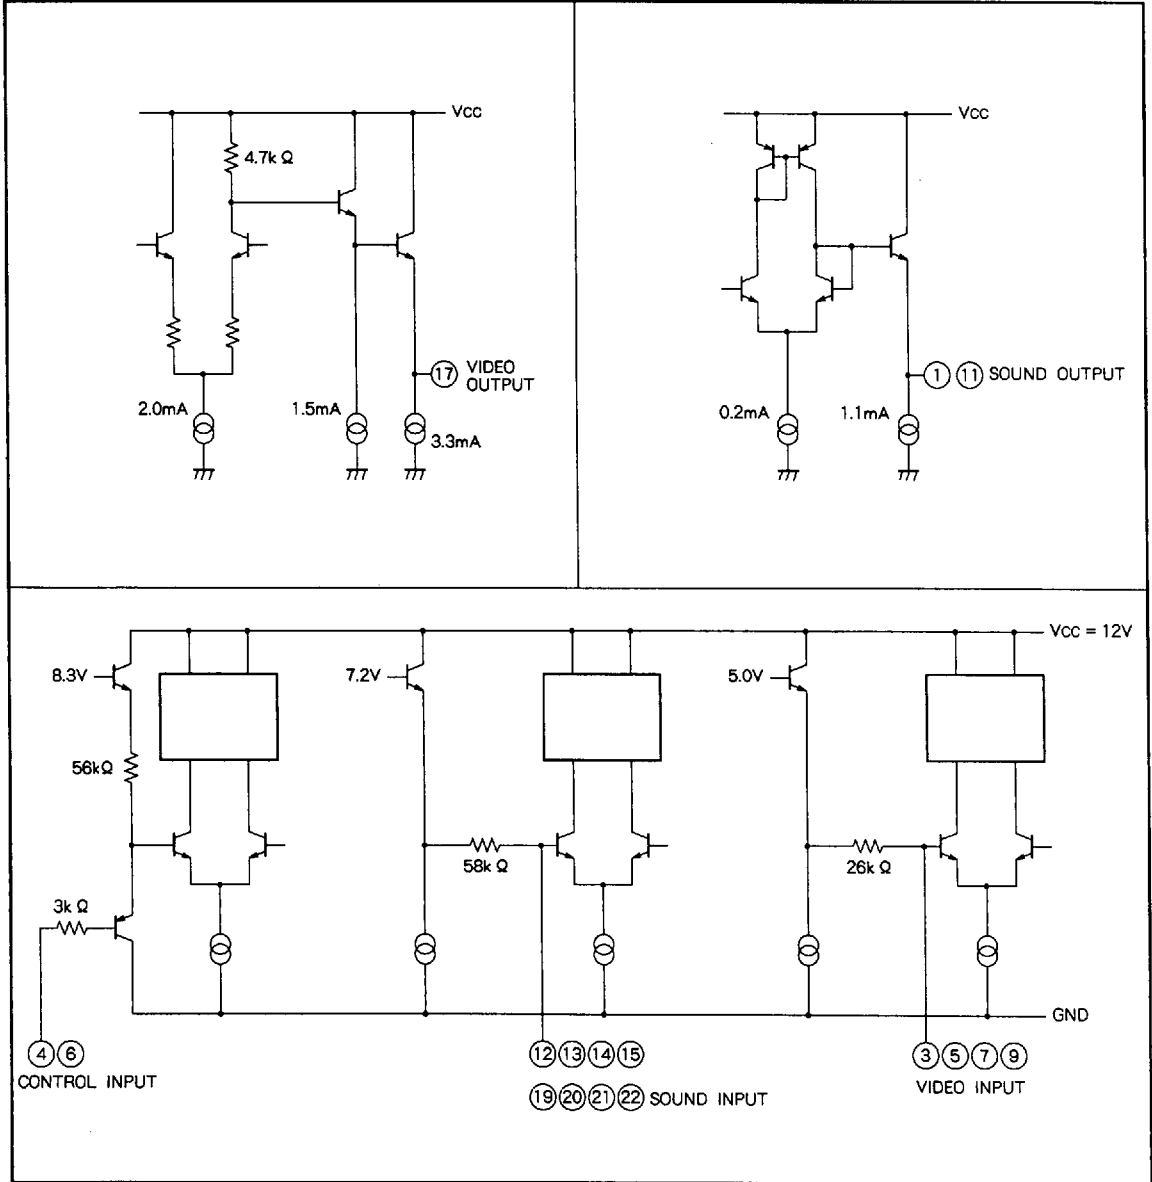 VCC
4.7k Ω
17 VIDEO
OUTPUT
2.0mA
1.5mA
3.3mA
VCC
1 11 SOUND OUTPUT
0.2mA
1.1mA
VCC = 12V
8.3V
7.2V
5.0V
56kΩ
58k Ω
26k Ω
3k Ω
GND
4 6
CONTROL INPUT
12 13 14 15
19 20 21 22 SOUND INPUT
3 5 7 9
VIDEO INPUT